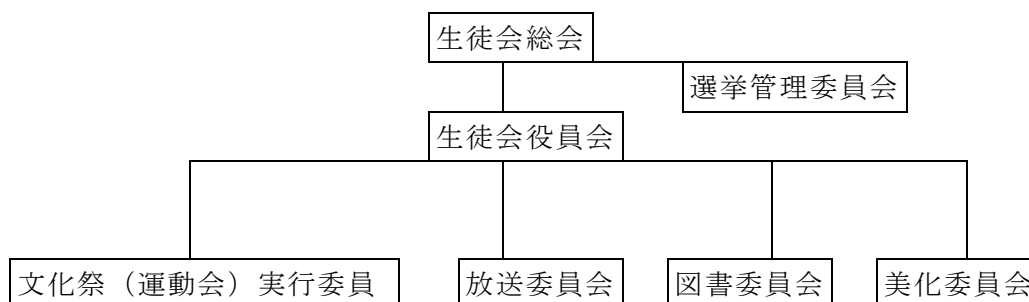 生徒会総会
選挙管理委員会
生徒会役員会
文化祭（運動会）実行委員
放送委員会
図書委員会
美化委員会